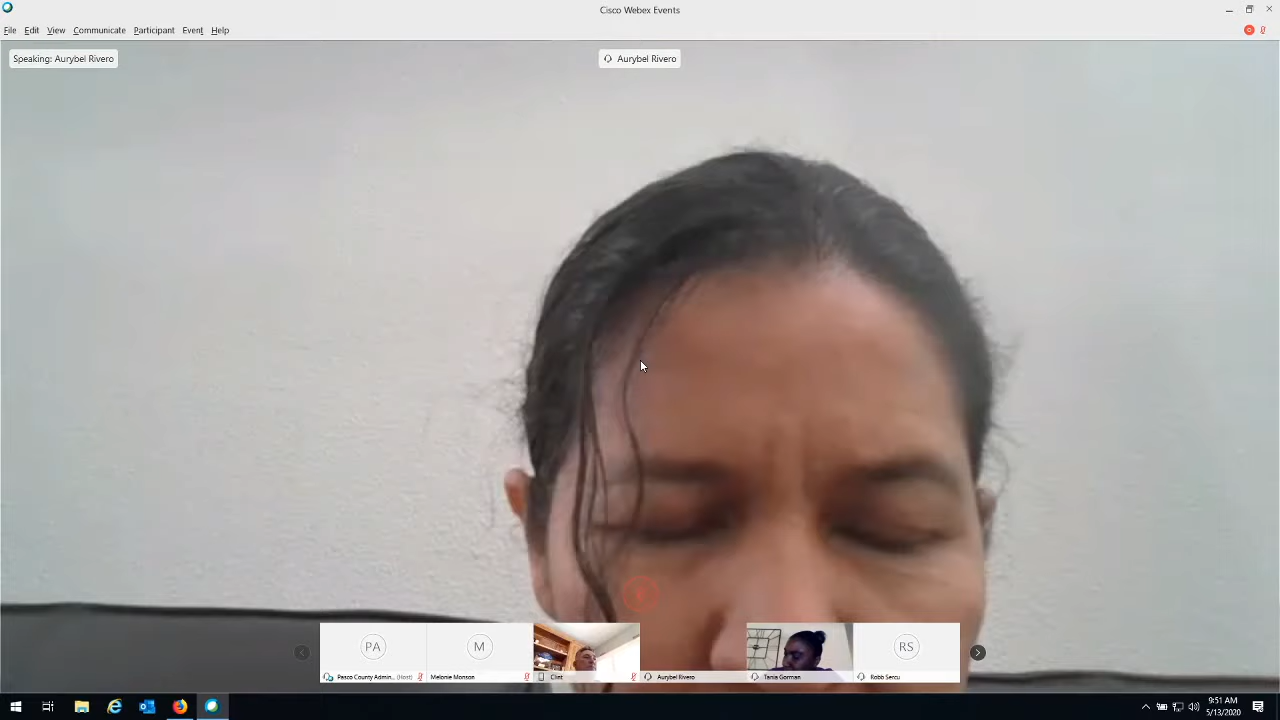 Cisco Webex Events
File Edit View Communicate Participant Event Help
Speaking: Aurybel Rivero
Aurybel Rivero
PA
M
RS
Pasco County Admin... (Host)
Melonie Monson
Clint
Aurybel Rivero
Tania Gorman
Robb Sercu
9:51 AM
5/13/2020